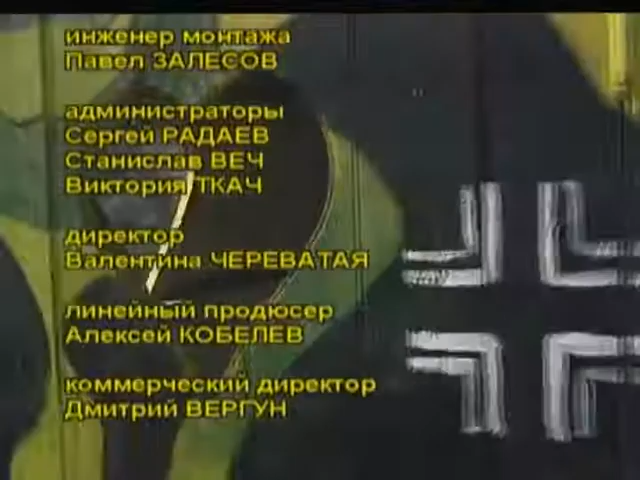 инженер монтажа
Павел ЗАЛЕСОВ
администраторы
Сергей РАДАЕВ
Станислав ВЕЧ
Виктория ТКАЧ
директор
Валентина ЧЕРЕВАТАЯ
линейный продюсер
Алексей КОБЕЛЕВ
коммерческий директор
Дмитрий ВЕРГУН